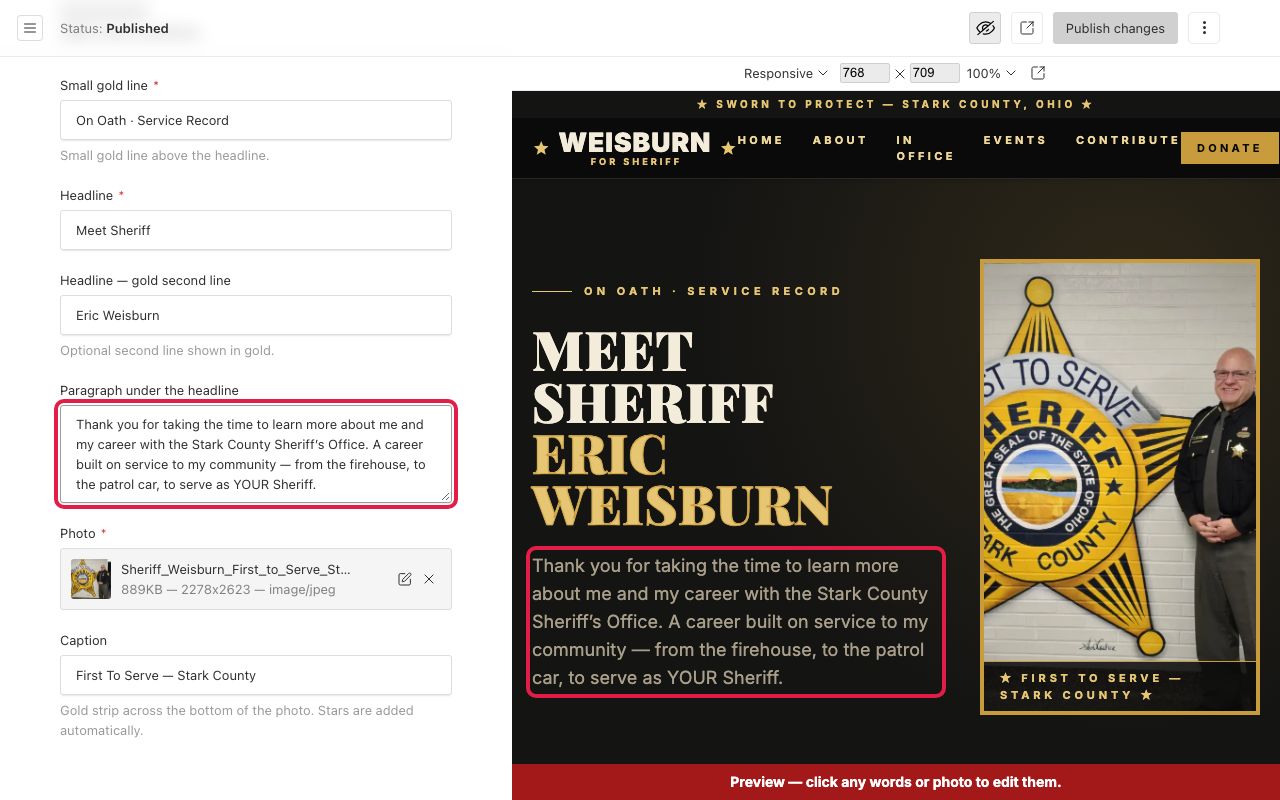 Status: Published
Publish changes
Small gold line *
On Oath · Service Record
Small gold line above the headline.
Headline *
Meet Sheriff
Headline — gold second line
Eric Weisburn
Optional second line shown in gold.
Paragraph under the headline
Thank you for taking the time to learn more about me and
my career with the Stark County Sheriff’s Office. A career
built on service to my community — from the firehouse, to
the patrol car, to serve as YOUR Sheriff.
Photo *
Sheriff_Weisburn_First_to_Serve_St...
889KB — 2278x2623 — image/jpeg
Caption
First To Serve — Stark County
Gold strip across the bottom of the photo. Stars are added
automatically.
Responsive 768 × 709 100%
★ SWORN TO PROTECT — STARK COUNTY, OHIO ★
★ WEISBURN ★
FOR SHERIFF
HOME ABOUT IN OFFICE EVENTS CONTRIBUTE DONATE
ON OATH · SERVICE RECORD
MEET
SHERIFF
ERIC
WEISBURN
Thank you for taking the time to learn more
about me and my career with the Stark County
Sheriff’s Office. A career built on service to my
community — from the firehouse, to the patrol
car, to serve as YOUR Sheriff.
ST TO SERVE
SHERIFF
THE GREAT SEAL OF THE STATE OF OHIO
ARK COUNTY
★ FIRST TO SERVE —
STARK COUNTY ★
Preview — click any words or photo to edit them.